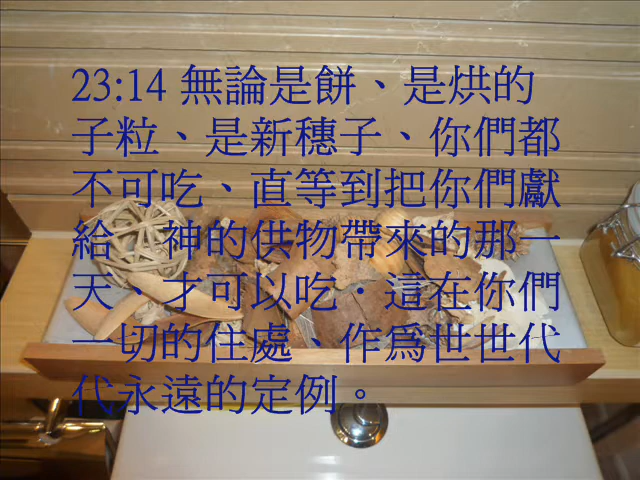 23:14 無論是餅、是烘的
子粒、是新穗子、你們都
不可吃、直等到把你們獻
給　神的供物帶來的那一
天、才可以吃．這在你們
一切的住處、作爲世世代
代永遠的定例。